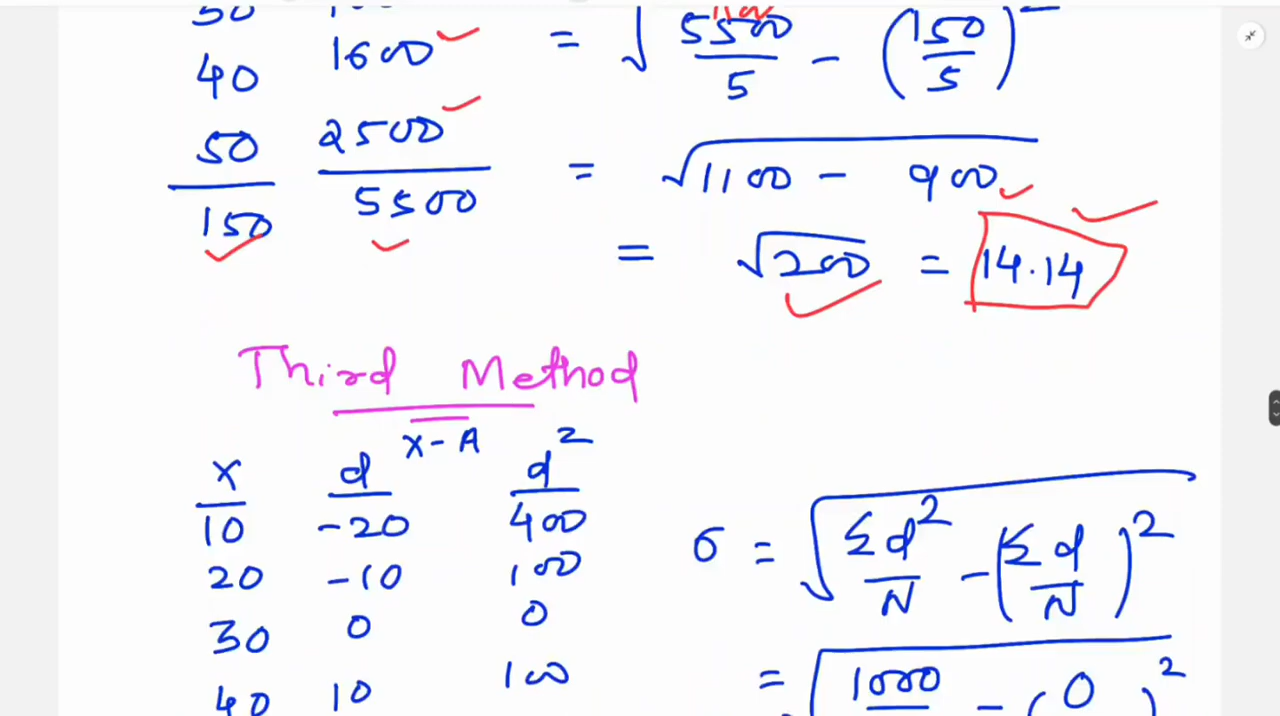 40 1600 = √ 5500/5 - (150/5)²
50 2500
150 5500 = √1100 - 900
= √200 = 14.14
Third Method
x d x-A d²
10 -20 400 σ = √ Σd²/N - (Σd/N)²
20 -10 100
30 0 0
40 10 100 = √ 1000 - ( 0 )²